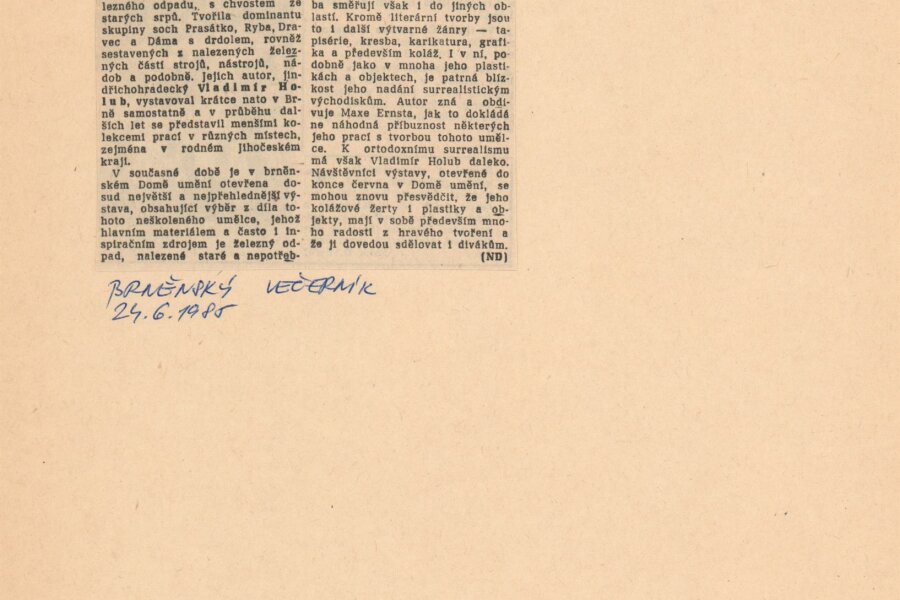 lezného odpadu, s chvostem ze
starých srpů. Tvořila dominantu
skupiny soch Prasátko, Ryba, Dra-
vec a Dáma s drdolem, rovněž
sestavených z nalezených želez-
ných částí strojů, nástrojů, ná-
dob a podobně. Jejich autor, jin-
dřichohradecký Vladimír Ho-
lub, vystavoval krátce nato v Br-
ně samostatně a v průběhu dal-
ších let se představil menšími ko-
lekcemi prací v různých místech,
zejména v rodném Jihočeském
kraji.
V současné době je v brněn-
ském Domě umění otevřena do-
sud největší a nejpřehlednější vý-
stava, obsahující výběr z díla to-
hoto neškoleného umělce, jehož
hlavním materiálem a často i in-
spiračním zdrojem je železný od-
pad, nalezené staré a nepotřeb-
ba směřují však i do jiných ob-
lastí. Kromě literární tvorby jsou
to i další výtvarné žánry — ta-
pisérie, kresba, karikatura, grafi-
ka a především koláž. I v ní, po-
dobně jako v mnoha jeho plasti-
kách a objektech, je patrná blíz-
kost jeho nadání surrealistickým
východiskům. Autor zná a obdi-
vuje Maxe Ernsta, jak to dokládá
ne náhodná příbuznost některých
jeho prací s tvorbou tohoto uměl-
ce. K ortodoxnímu surrealismu
má však Vladimír Holub daleko.
Návštěvníci výstavy, otevřené do
konce června v Domě umění, se
mohou znovu přesvědčit, že jeho
kolážové žerty i plastiky a ob-
jekty, mají v sobě především mno-
ho radosti z hravého tvoření a
že ji dovedou sdělovat i divákům.
(ND)
BRNĚNSKÝ VEČERNÍK
24.6.1985